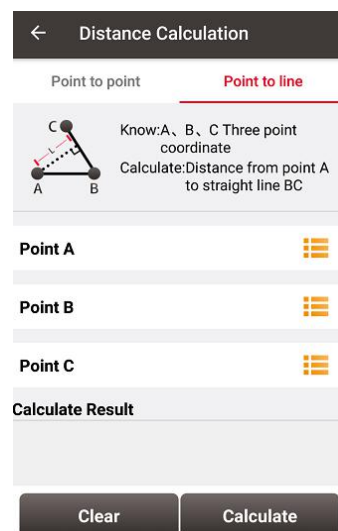 Distance Calculation
Point to point
Point to line
C
L
A
B
Know:A、B、C Three point
coordinate
Calculate:Distance from point A
to straight line BC
Point A
Point B
Point C
Calculate Result
Clear
Calculate